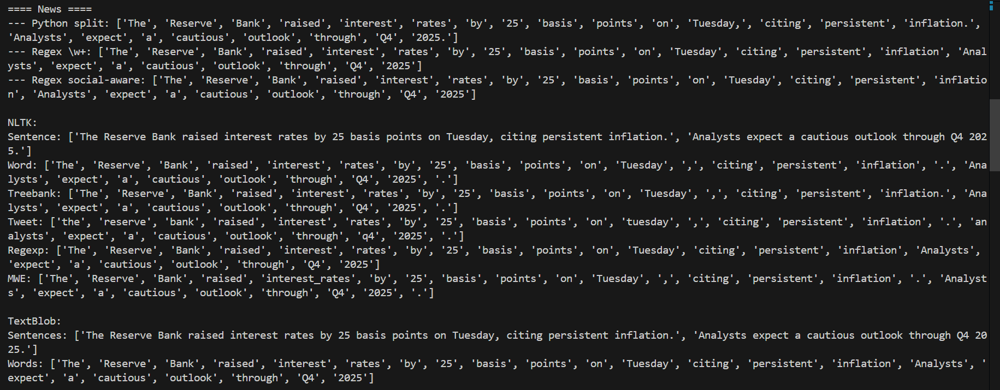 ==== News ====
--- Python split: ['The', 'Reserve', 'Bank', 'raised', 'interest', 'rates', 'by', '25', 'basis', 'points', 'on', 'Tuesday,', 'citing', 'persistent', 'inflation.',
'Analysts', 'expect', 'a', 'cautious', 'outlook', 'through', 'Q4', '2025.']
--- Regex \w+: ['The', 'Reserve', 'Bank', 'raised', 'interest', 'rates', 'by', '25', 'basis', 'points', 'on', 'Tuesday', 'citing', 'persistent', 'inflation', 'Anal
ysts', 'expect', 'a', 'cautious', 'outlook', 'through', 'Q4', '2025']
--- Regex social-aware: ['The', 'Reserve', 'Bank', 'raised', 'interest', 'rates', 'by', '25', 'basis', 'points', 'on', 'Tuesday', 'citing', 'persistent', 'inflatio
n', 'Analysts', 'expect', 'a', 'cautious', 'outlook', 'through', 'Q4', '2025']
NLTK:
Sentence: ['The Reserve Bank raised interest rates by 25 basis points on Tuesday, citing persistent inflation.', 'Analysts expect a cautious outlook through Q4 202
5.']
Word: ['The', 'Reserve', 'Bank', 'raised', 'interest', 'rates', 'by', '25', 'basis', 'points', 'on', 'Tuesday', ',', 'citing', 'persistent', 'inflation', '.', 'Ana
lysts', 'expect', 'a', 'cautious', 'outlook', 'through', 'Q4', '2025', '.']
Treebank: ['The', 'Reserve', 'Bank', 'raised', 'interest', 'rates', 'by', '25', 'basis', 'points', 'on', 'Tuesday', ',', 'citing', 'persistent', 'inflation.', 'Ana
lysts', 'expect', 'a', 'cautious', 'outlook', 'through', 'Q4', '2025', '.']
Tweet: ['the', 'reserve', 'bank', 'raised', 'interest', 'rates', 'by', '25', 'basis', 'points', 'on', 'tuesday', ',', 'citing', 'persistent', 'inflation', '.', 'an
alysts', 'expect', 'a', 'cautious', 'outlook', 'through', 'q4', '2025', '.']
Regexp: ['The', 'Reserve', 'Bank', 'raised', 'interest', 'rates', 'by', '25', 'basis', 'points', 'on', 'Tuesday', 'citing', 'persistent', 'inflation', 'Analysts',
'expect', 'a', 'cautious', 'outlook', 'through', 'Q4', '2025']
MWE: ['The', 'Reserve', 'Bank', 'raised', 'interest_rates', 'by', '25', 'basis', 'points', 'on', 'Tuesday', ',', 'citing', 'persistent', 'inflation', '.', 'Analyst
s', 'expect', 'a', 'cautious', 'outlook', 'through', 'Q4', '2025', '.']
TextBlob:
Sentences: ['The Reserve Bank raised interest rates by 25 basis points on Tuesday, citing persistent inflation.', 'Analysts expect a cautious outlook through Q4 20
25.']
Words: ['The', 'Reserve', 'Bank', 'raised', 'interest', 'rates', 'by', '25', 'basis', 'points', 'on', 'Tuesday', 'citing', 'persistent', 'inflation', 'Analysts', '
expect', 'a', 'cautious', 'outlook', 'through', 'Q4', '2025']